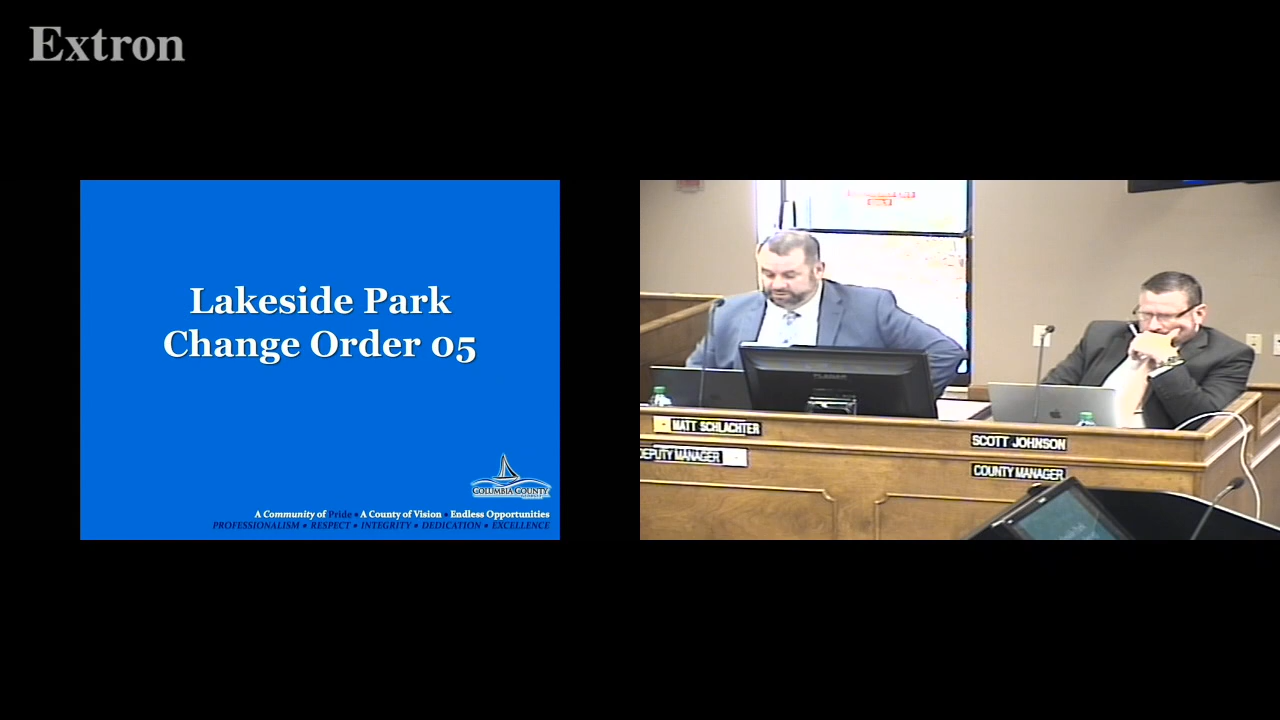 Extron
Lakeside Park
Change Order 05
COLUMBIA COUNTY
A Community of Pride • A County of Vision • Endless Opportunities
PROFESSIONALISM • RESPECT • INTEGRITY • DEDICATION • EXCELLENCE
MATT SCHLACHTER
DEPUTY MANAGER
SCOTT JOHNSON
COUNTY MANAGER